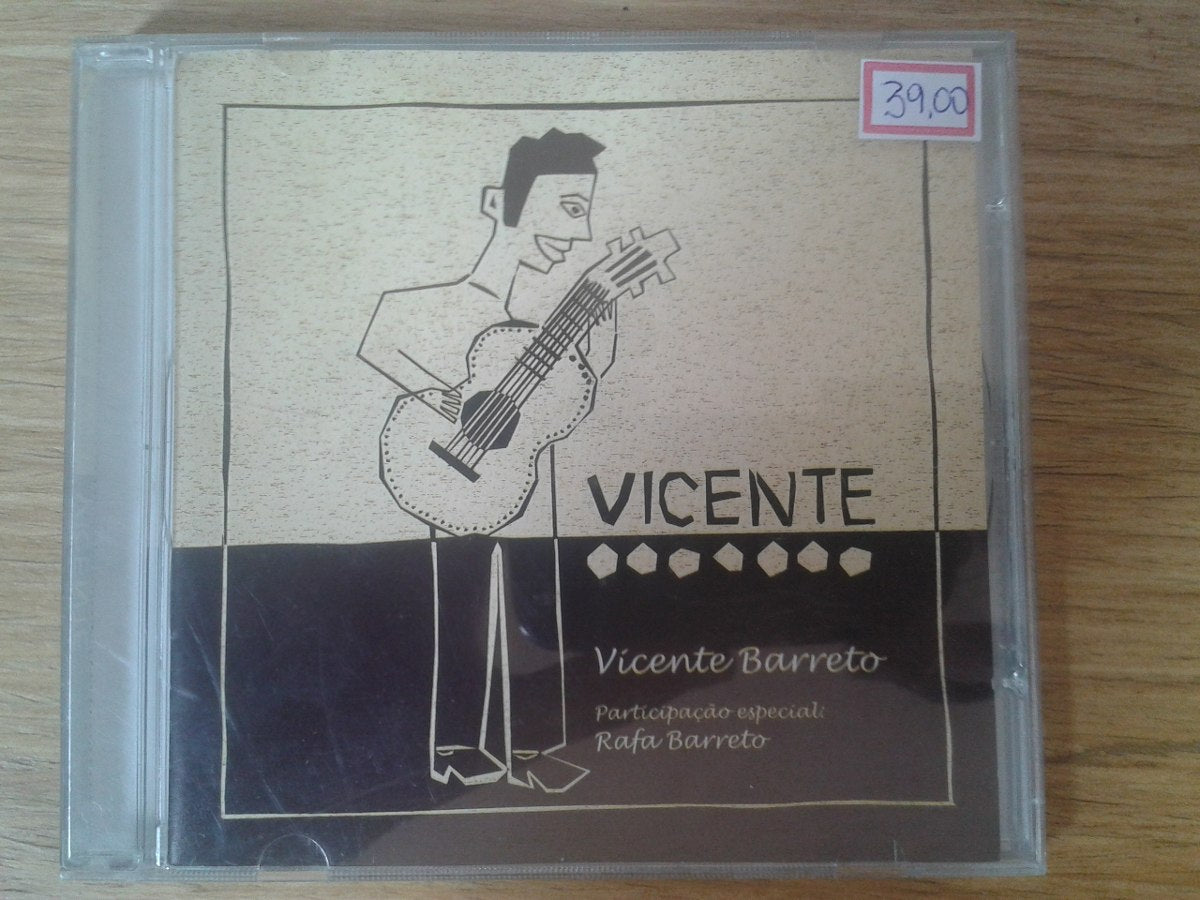 39,00
VICENTE
Vicente Barreto
Participação especial:
Rafa Barreto